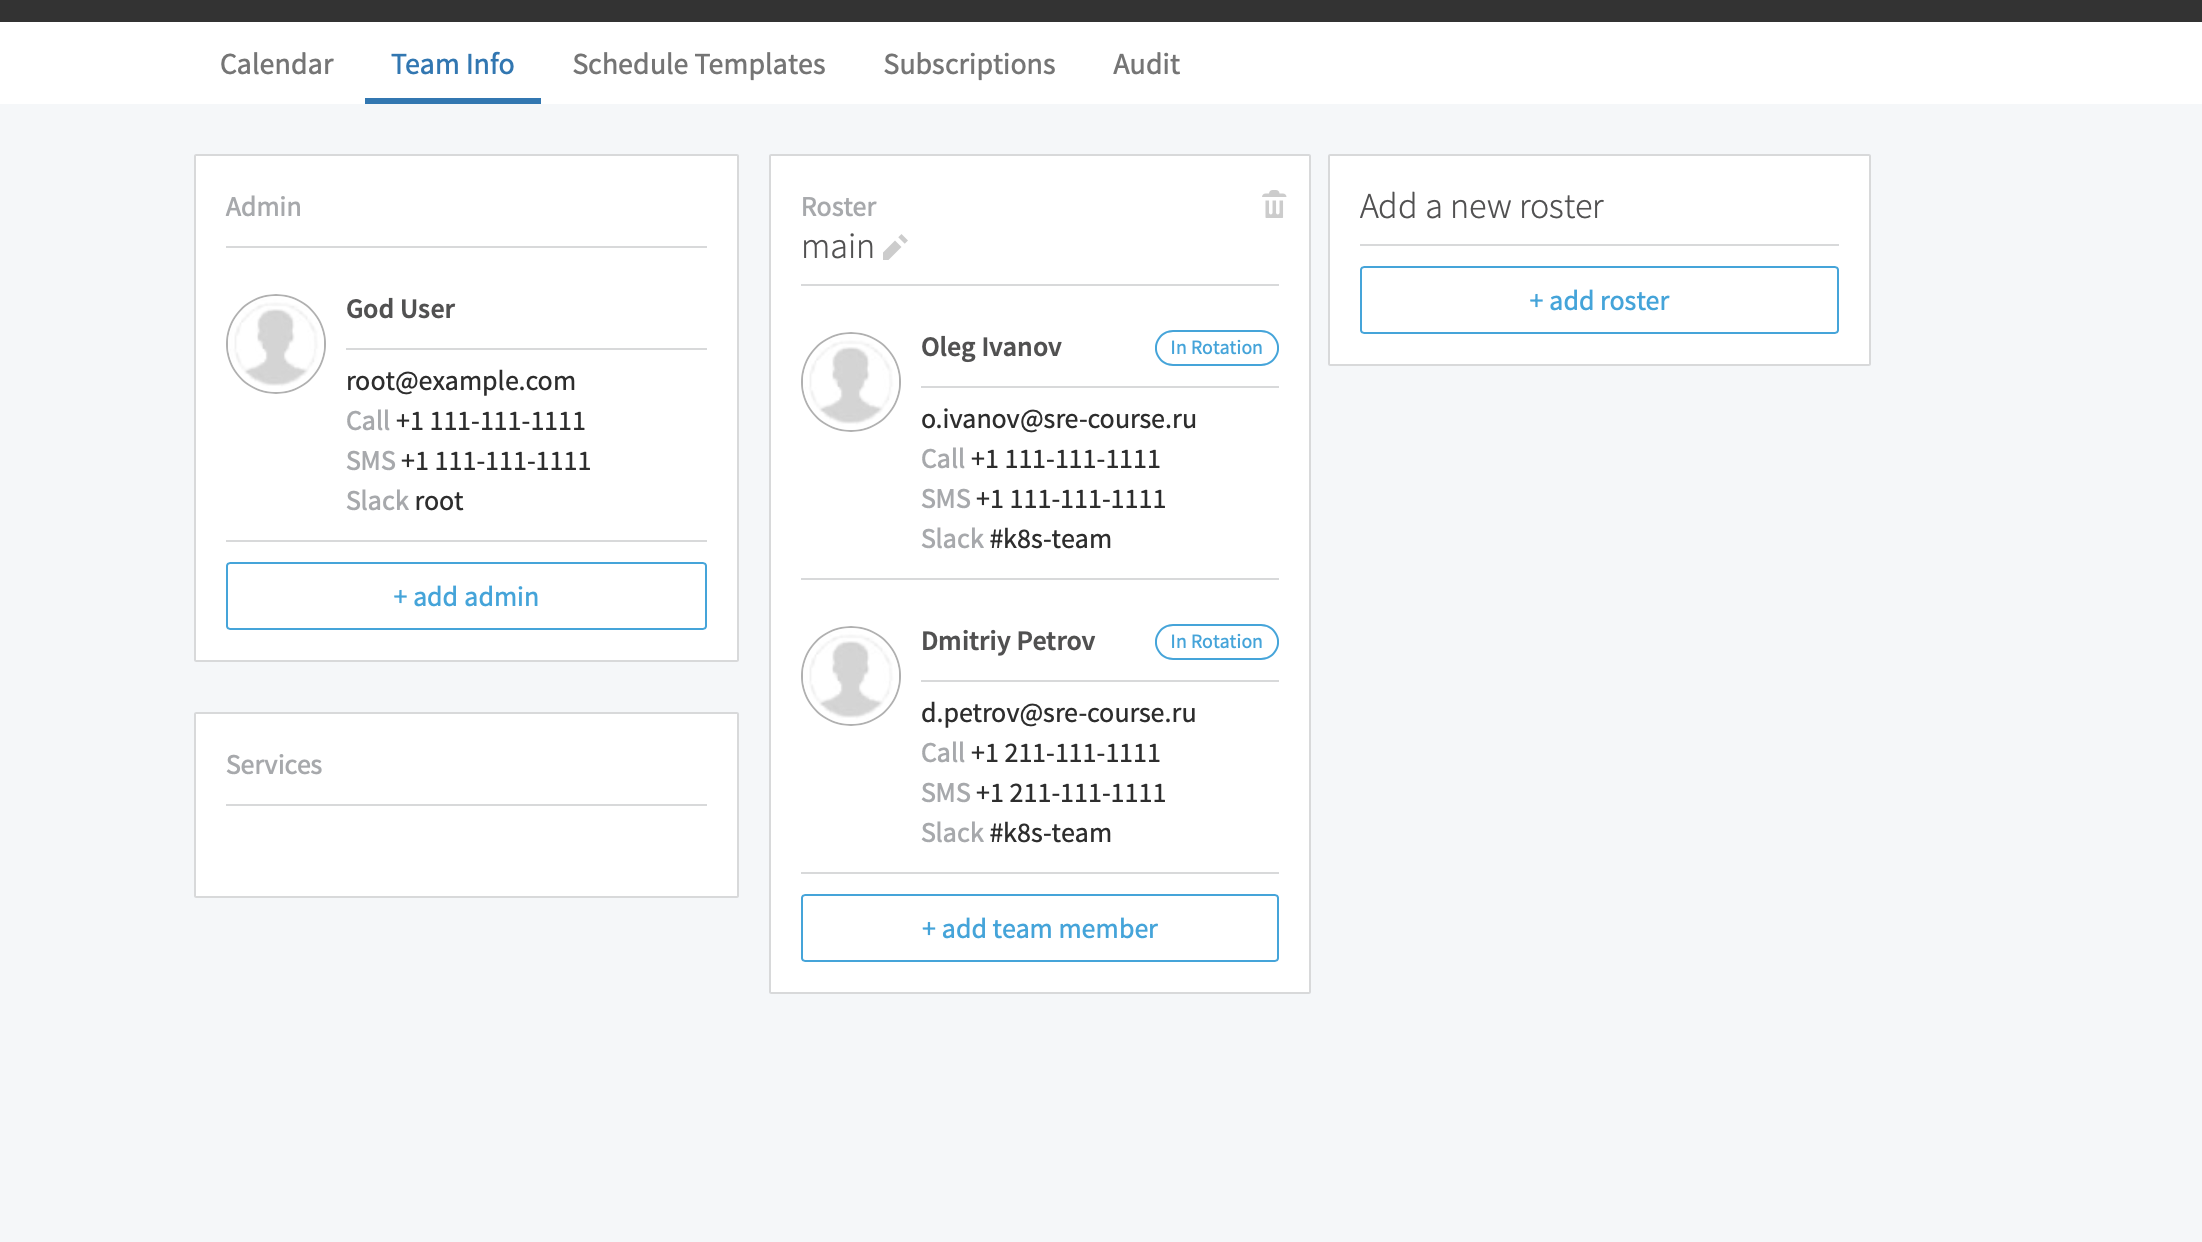 Calendar Team Info Schedule Templates Subscriptions Audit
Admin
God User
root@example.com
Call +1 111-111-1111
SMS +1 111-111-1111
Slack root
+ add admin
Services
Roster
main
Oleg Ivanov In Rotation
o.ivanov@sre-course.ru
Call +1 111-111-1111
SMS +1 111-111-1111
Slack #k8s-team
Dmitriy Petrov In Rotation
d.petrov@sre-course.ru
Call +1 211-111-1111
SMS +1 211-111-1111
Slack #k8s-team
+ add team member
Add a new roster
+ add roster